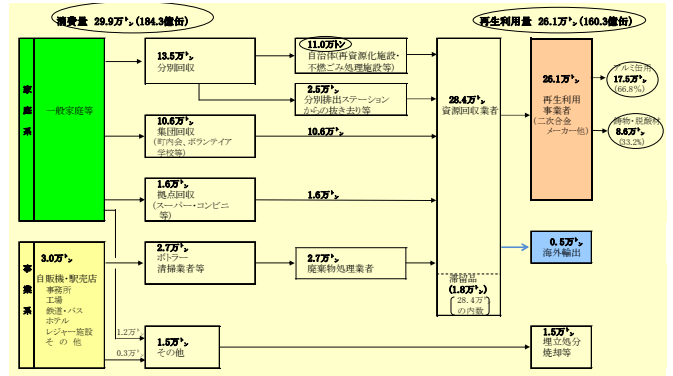 消費量 29.9万㌧(184.3億缶)
再生利用量 26.1万㌧(160.3億缶)
家庭系
一般家庭等
13.5万㌧
分別回収
11.0万㌧
自治体(再資源化施設・
不燃ごみ処理施設等)
2.5万㌧
分別排出ステーション
からの抜き去り等
10.6万㌧
集団回収
(町内会、ボランテイア
学校等)
10.6万㌧
1.6万㌧
拠点回収
(スーパー・コンビニ
等)
1.6万㌧
28.4万㌧
資源回収業者
滞留品
(1.8万㌧)
28.4万㌧
の内数
26.1万㌧
再生利用
事業者
(二次合金
メーカー他)
アルミ缶用
17.5万㌧
(66.8%)
鋳物・脱酸材
8.6万㌧
(33.2%)
0.5万㌧
海外輸出
事業系
3.0万㌧
自販機・駅売店
事務所
工場
鉄道・バス
ホテル
レジャー施設
そ の 他
2.7万㌧
ボトラー
清掃業者等
2.7万㌧
廃棄物処理業者
1.2万㌧
0.3万㌧
1.5万㌧
その他
1.5万㌧
埋立処分
焼却等